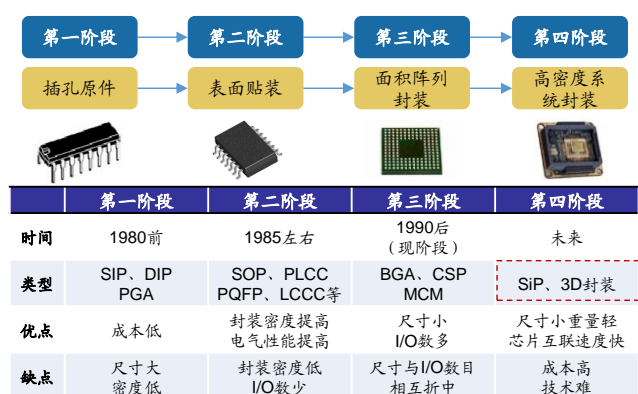 第一阶段 第二阶段 第三阶段 第四阶段
插孔原件 表面贴装 面积阵列 高密度系
封装 统封装
第一阶段 第二阶段 第三阶段 第四阶段
时间 1980前 1985左右 1990后 未来
(现阶段)
类型 SIP、DIP SOP、PLCC BGA、CSP SiP、3D封装
PGA PQFP、LCCC等 MCM
优点 成本低 封装密度提高 尺寸小 尺寸小重量轻
电气性能提高 I/O数多 芯片互联速度快
缺点 尺寸大 封装密度低 尺寸与I/O数目 成本高
密度低 I/O数少 相互折中 技术难